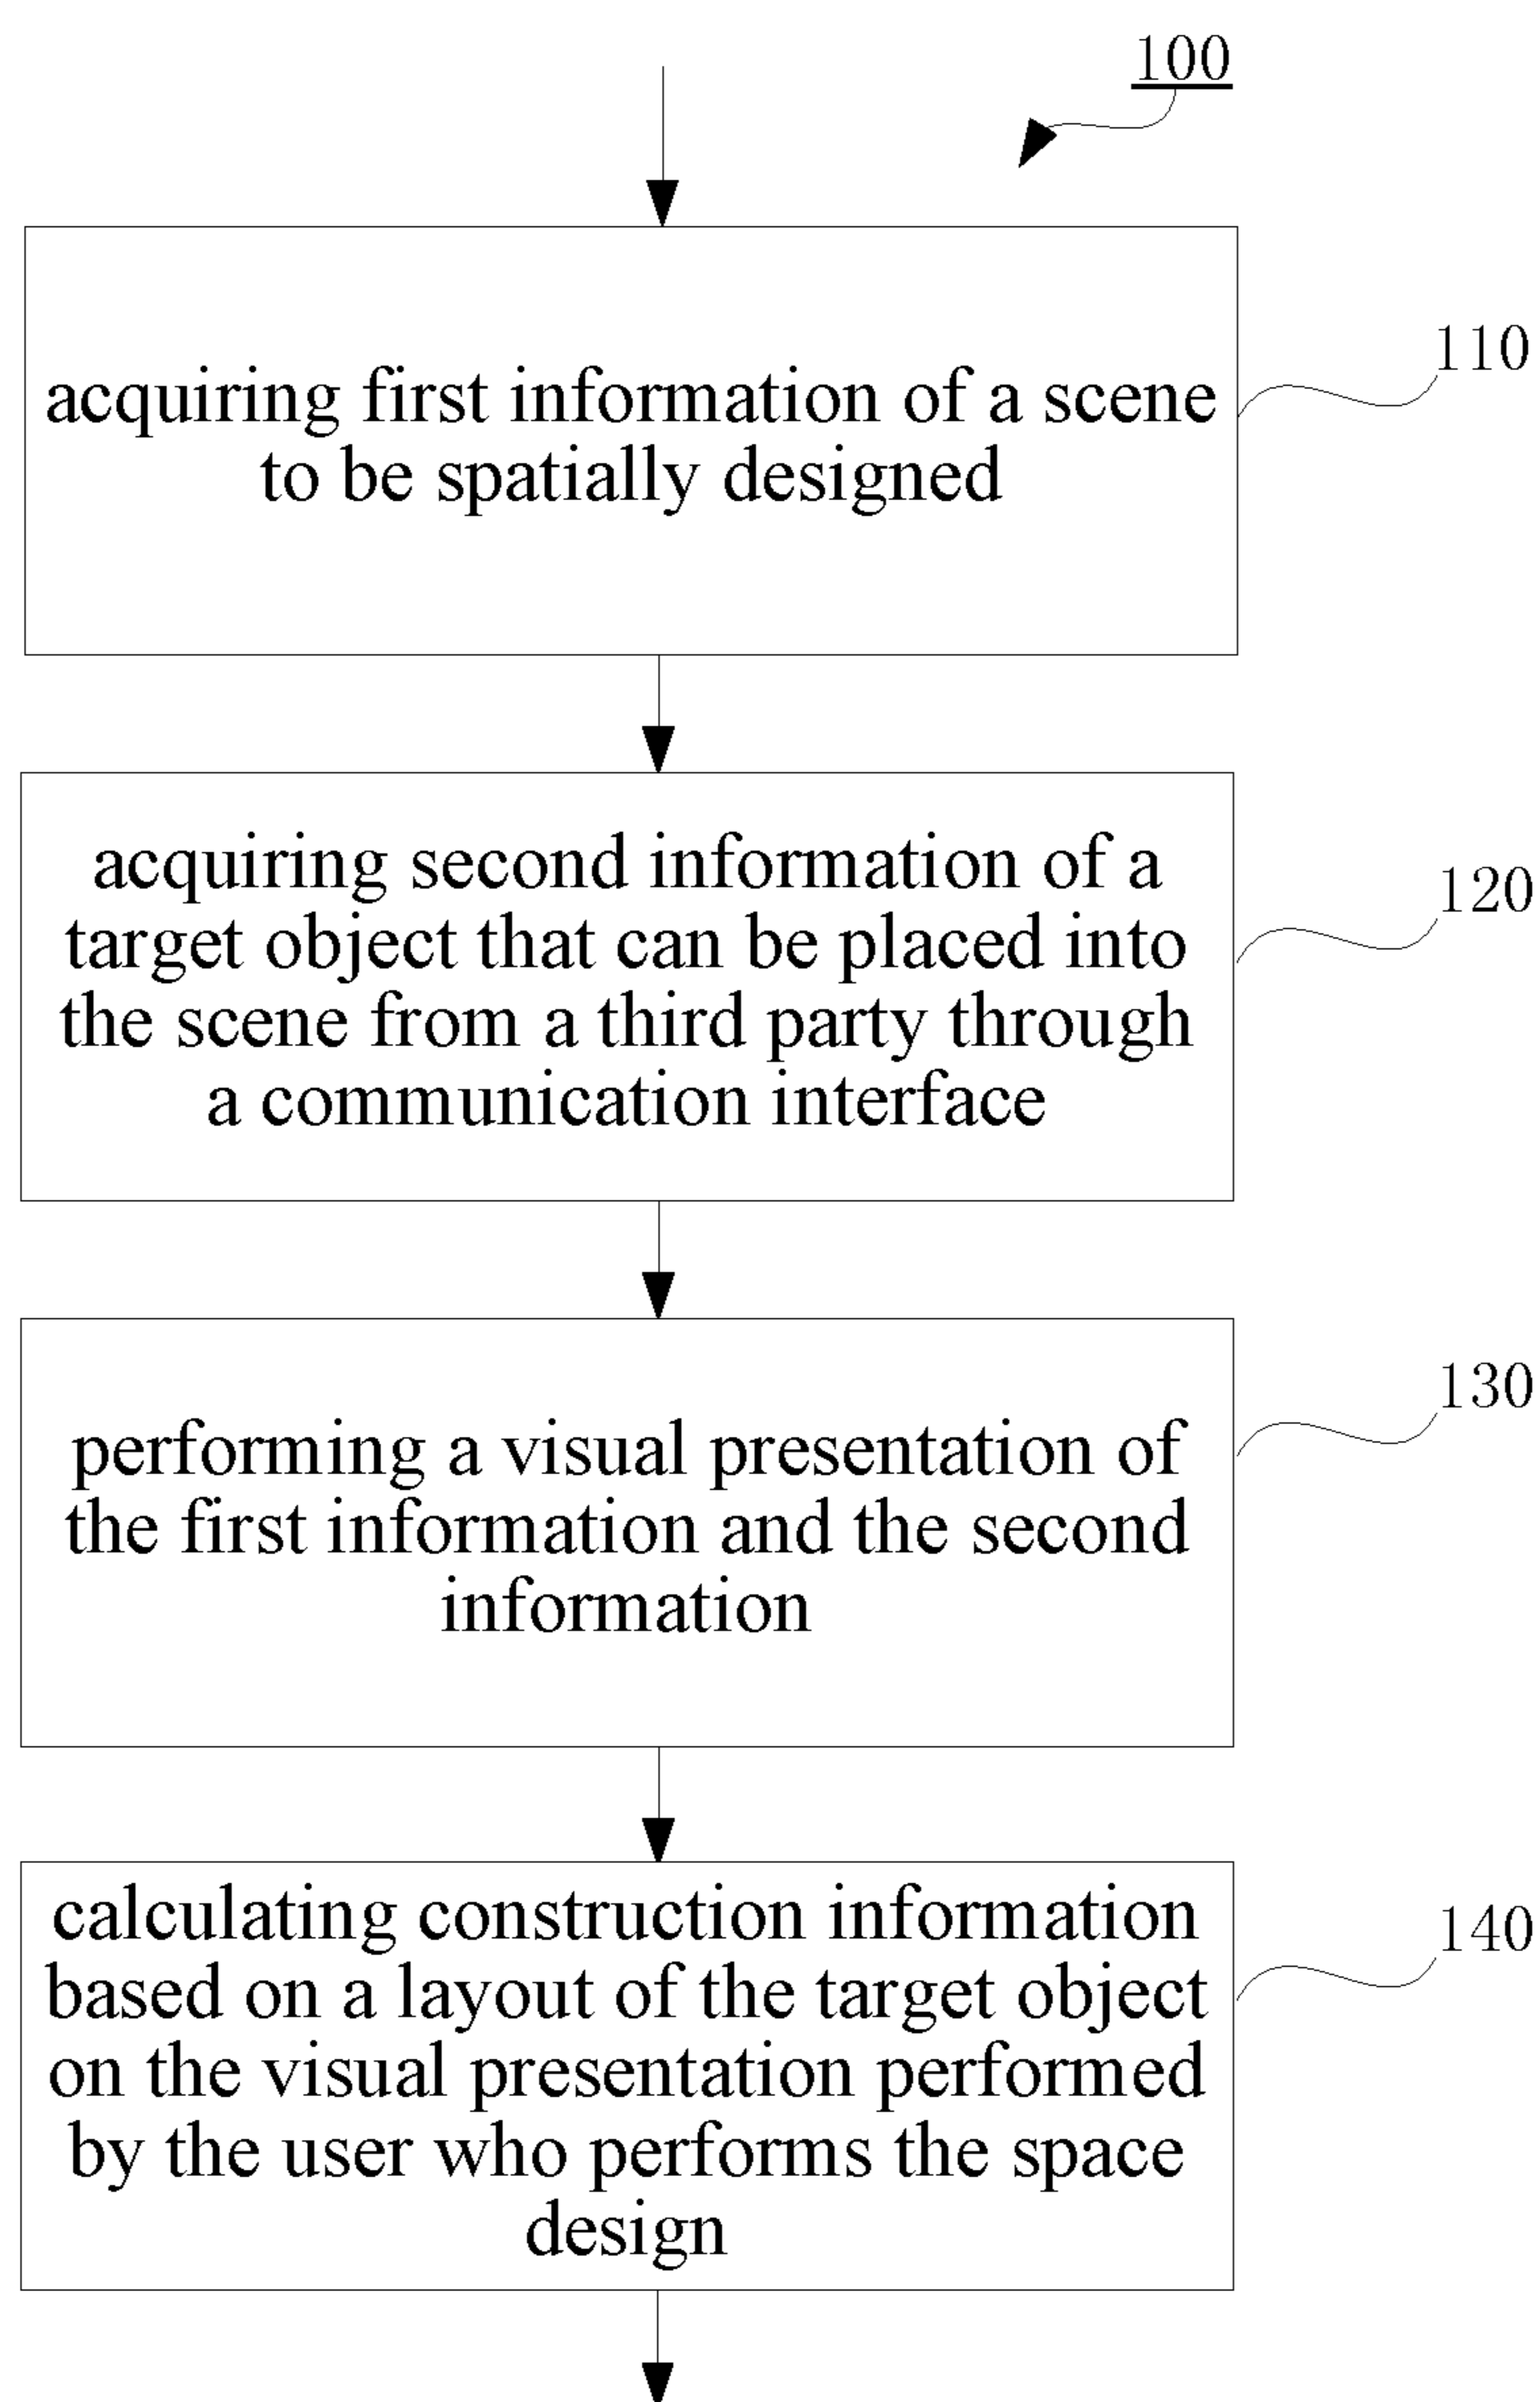 100
acquiring first information of a scene
to be spatially designed
110
acquiring second information of a
target object that can be placed into
the scene from a third party through
a communication interface
120
performing a visual presentation of
the first information and the second
information
130
calculating construction information
based on a layout of the target object
on the visual presentation performed
by the user who performs the space
design
140